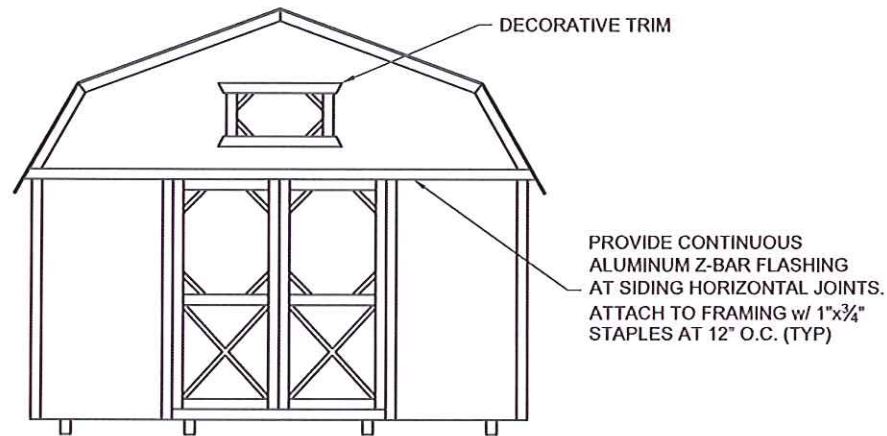 DECORATIVE TRIM
PROVIDE CONTINUOUS
ALUMINUM Z-BAR FLASHING
AT SIDING HORIZONTAL JOINTS.
ATTACH TO FRAMING w/ 1"x¾"
STAPLES AT 12" O.C. (TYP)